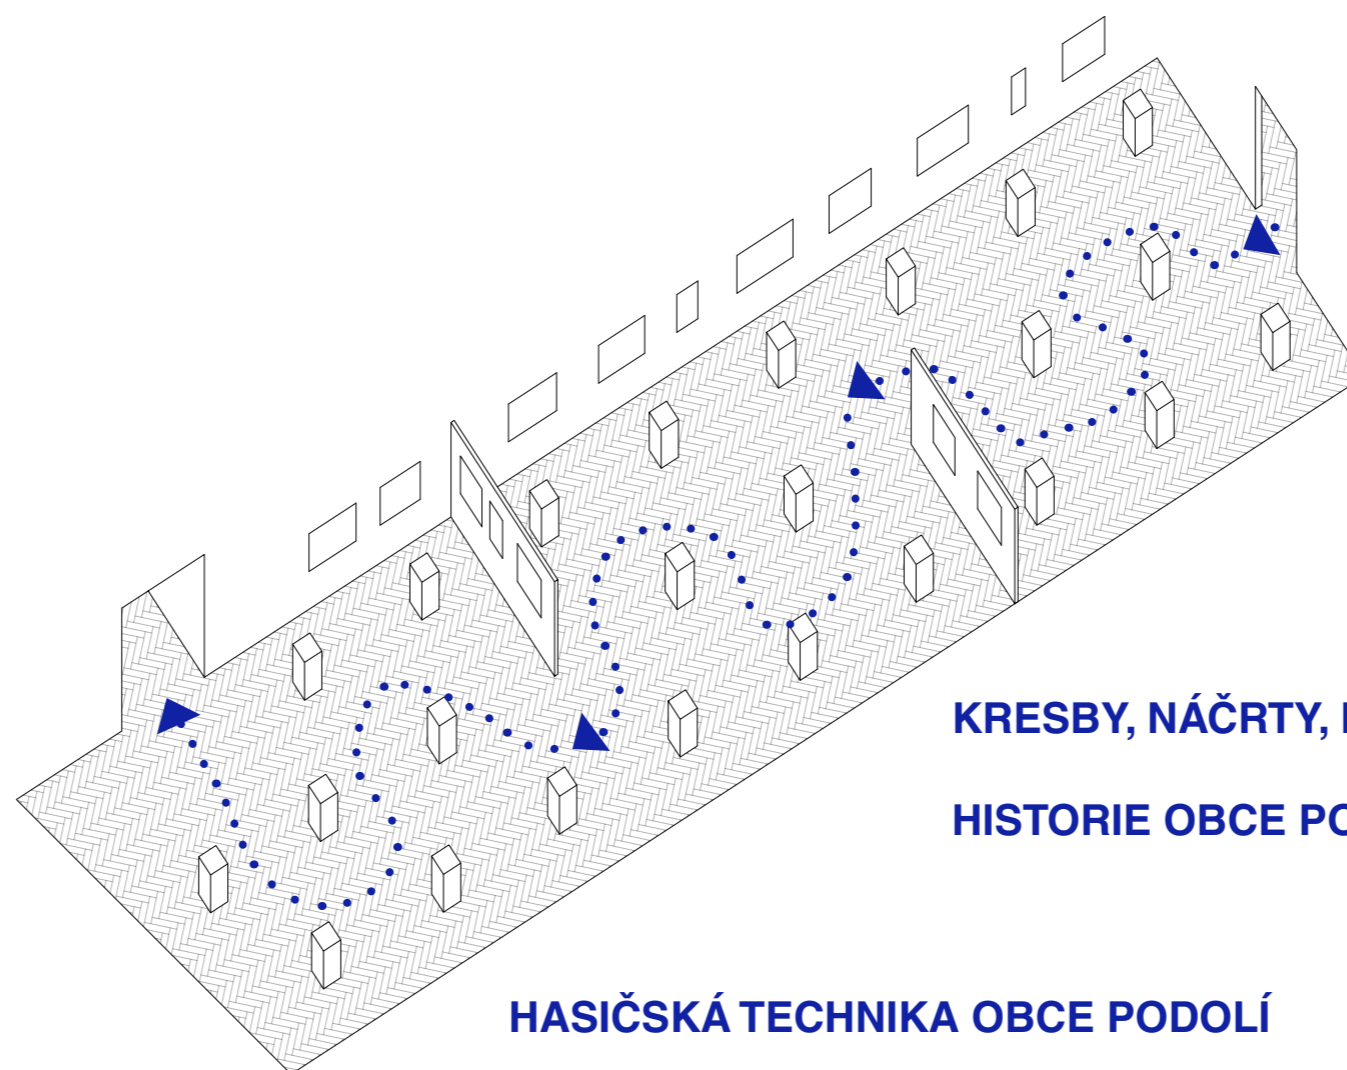 KRESBY, NÁČRTY,
HISTORIE OBCE
HASIČSKÁ TECHNIKA OBCE PODOLÍ